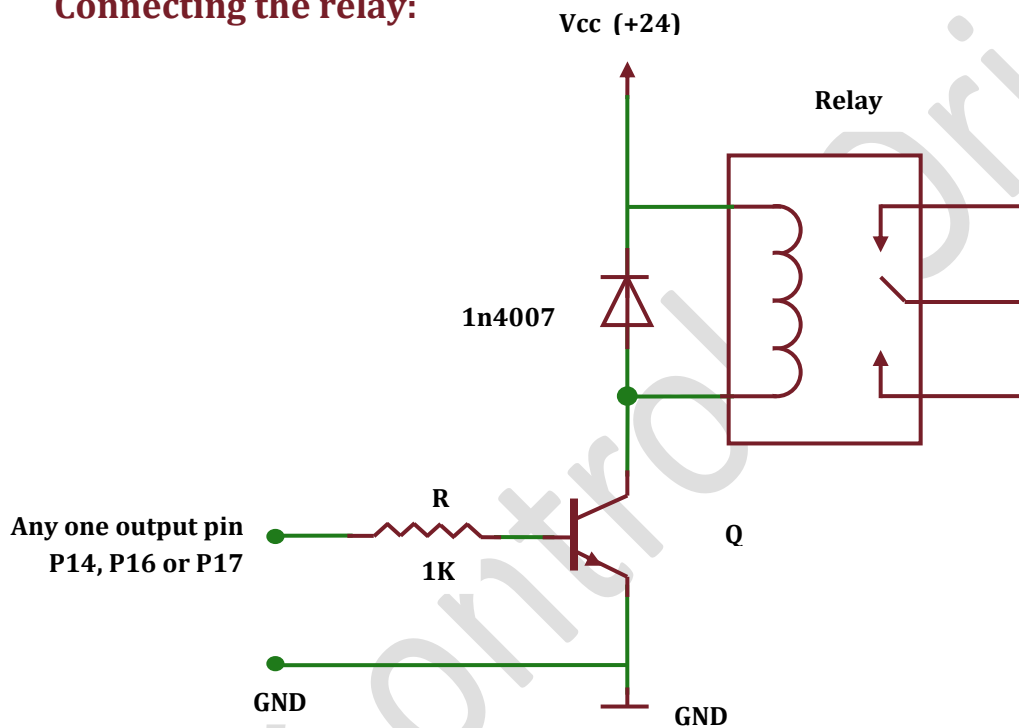 Connecting the relay:
Vcc (+24)
Relay
1n4007
R
Any one output pin
P14, P16 or P17
1K
Q
GND
GND